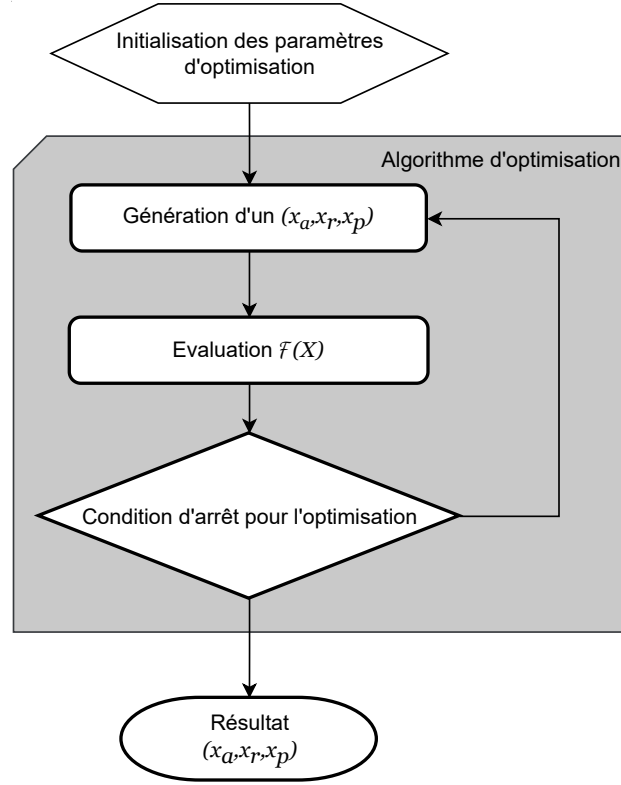 Initialisation des paramètres
d'optimisation
Algorithme d'optimisation
Génération d'un (xₐ,xᵣ,xₚ)
Evaluation ℱ(X)
Condition d'arrêt pour l'optimisation
Résultat
(xₐ,xᵣ,xₚ)